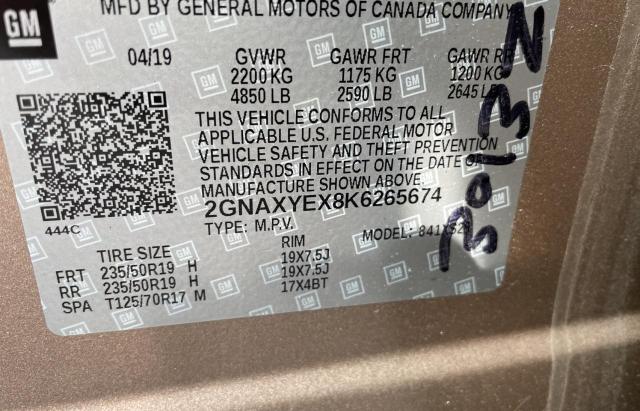 GM
MFD BY GENERAL MOTORS OF CANADA COMPANY
04/19 GVWR GAWR FRT GAWR RR
2200 KG 1175 KG 1200 KG
4850 LB 2590 LB 2645 LB
THIS VEHICLE CONFORMS TO ALL
APPLICABLE U.S. FEDERAL MOTOR
VEHICLE SAFETY AND THEFT PREVENTION
STANDARDS IN EFFECT ON THE DATE OF
MANUFACTURE SHOWN ABOVE.
2GNAXYEX8K6265674
444C TYPE: M.P.V. MODEL:
TIRE SIZE RIM
FRT 235/50R19 H 19X7.5J
RR 235/50R19 H 19X7.5J
SPA T125/70R17 M 17X4BT